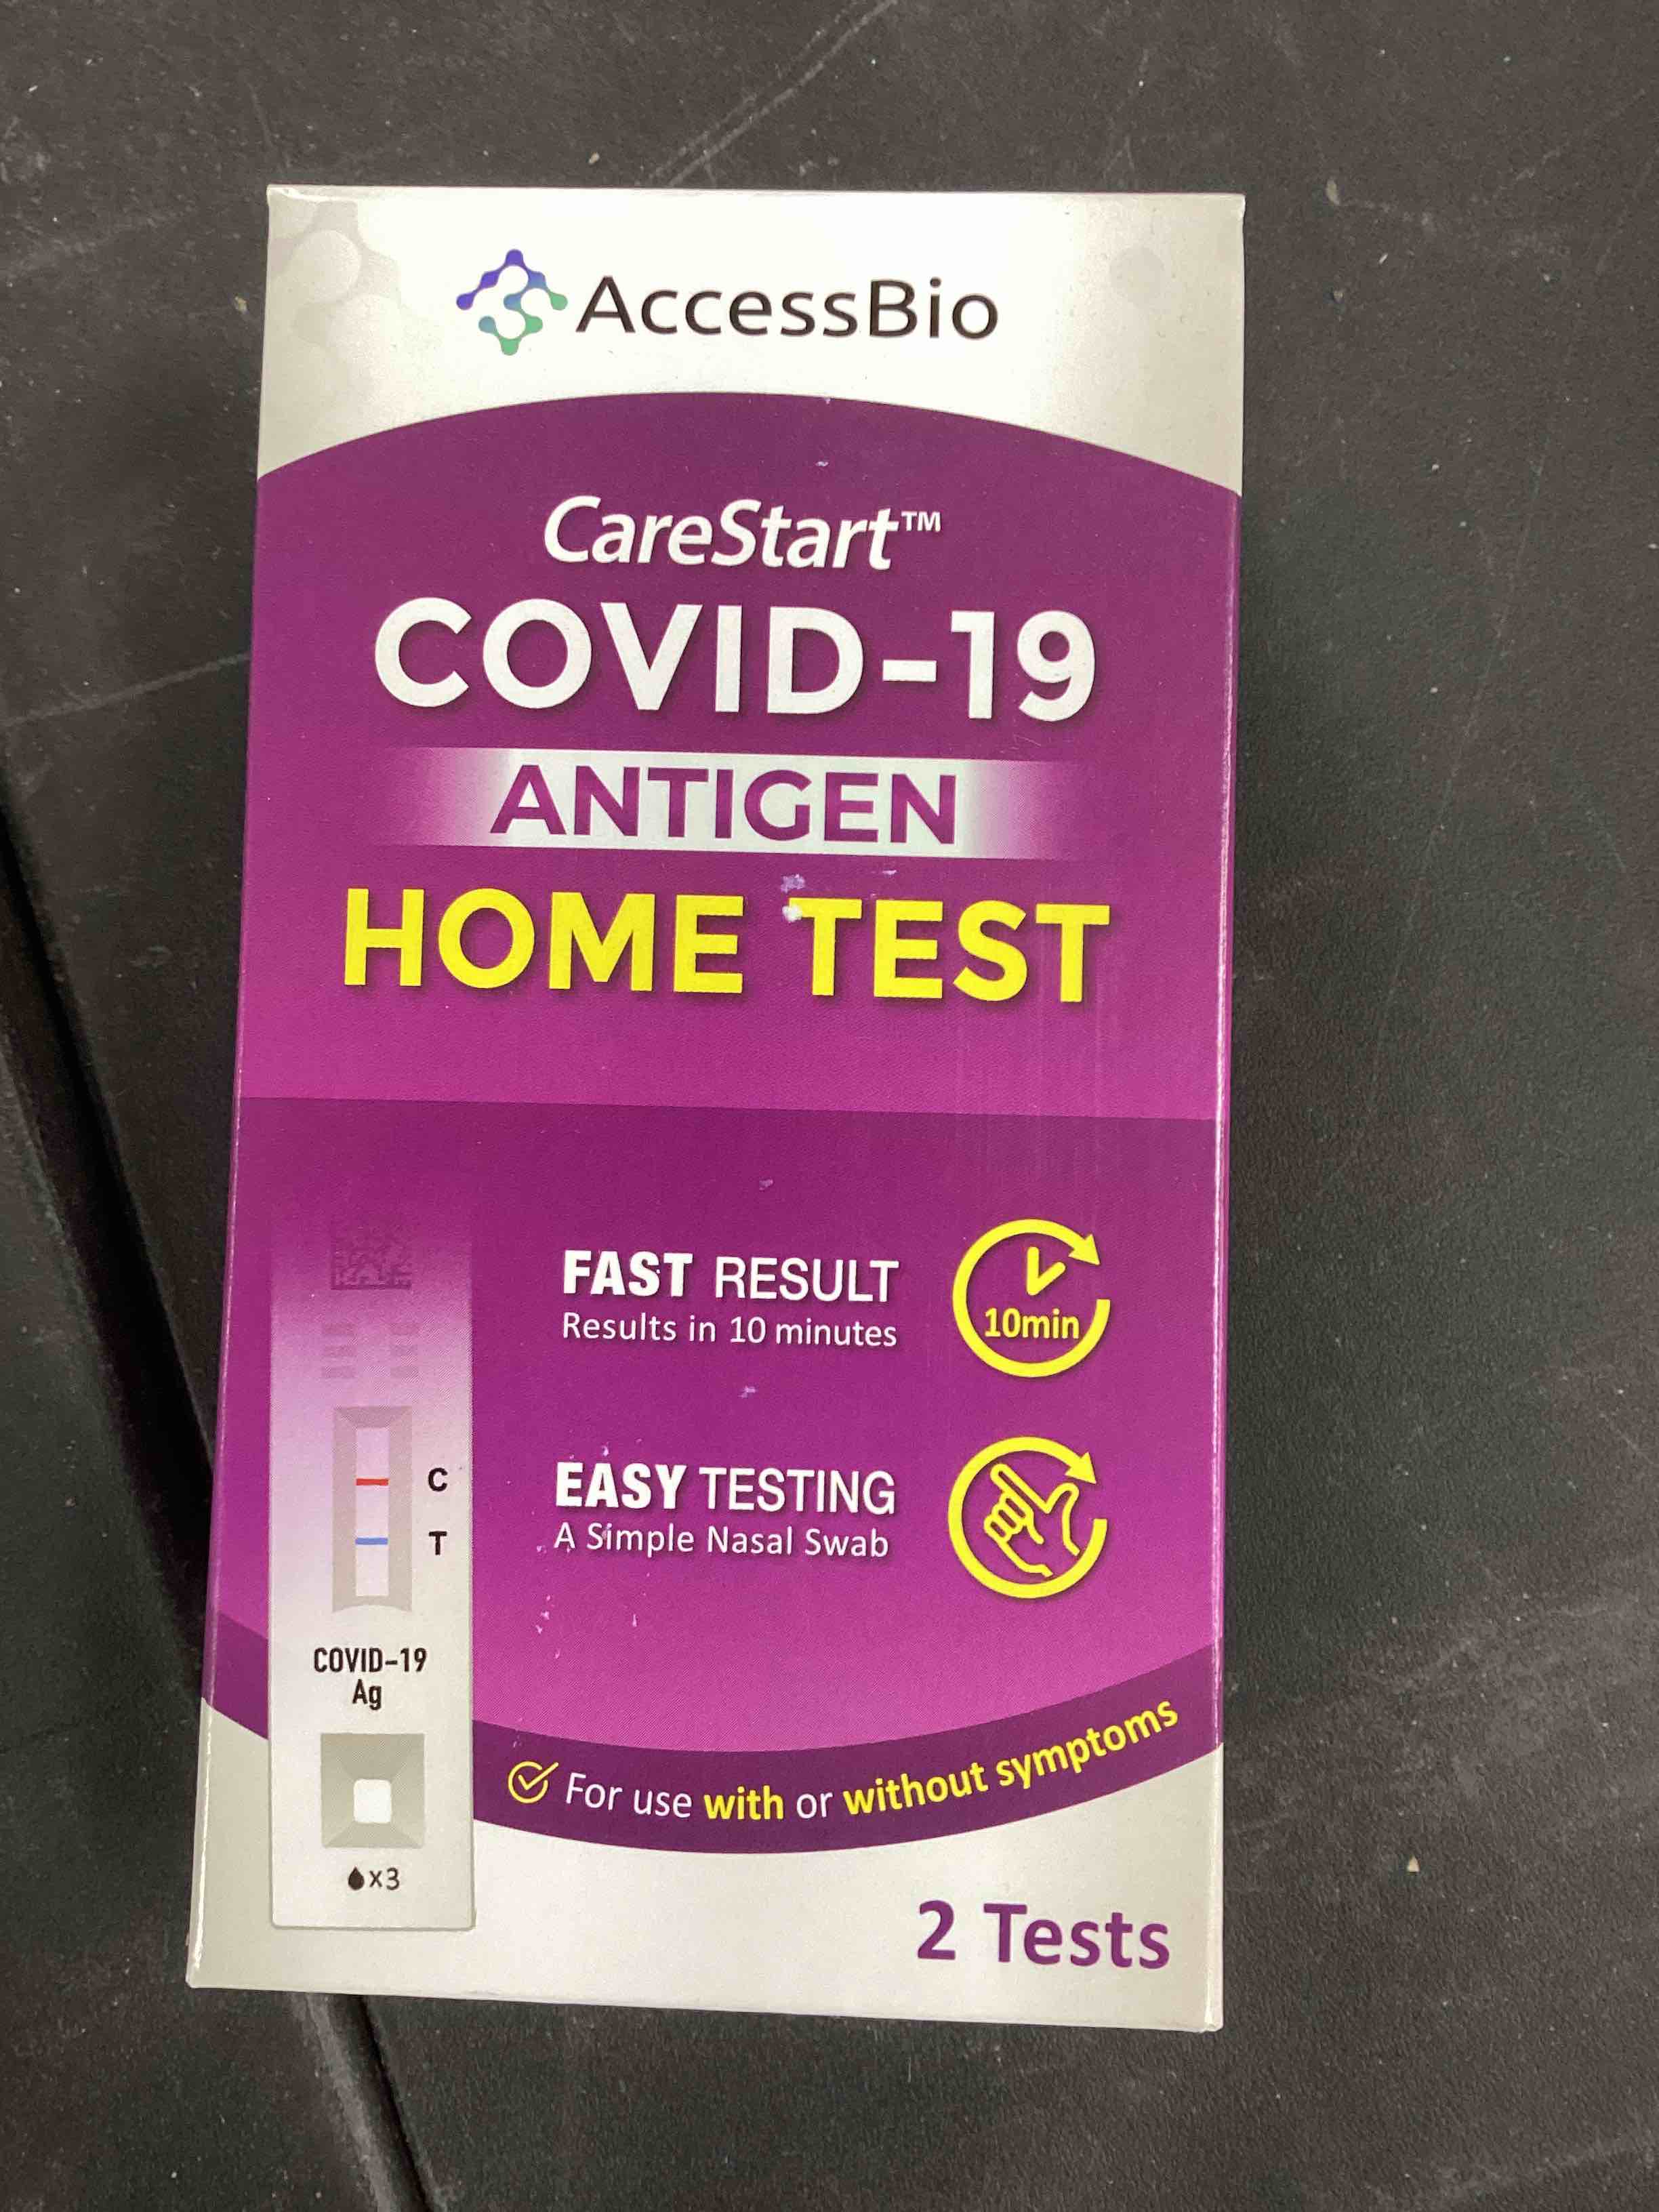 AccessBio
CareStart™
COVID-19
ANTIGEN
HOME TEST
FAST RESULT
Results in 10 minutes
10min
EASY TESTING
A Simple Nasal Swab
C
T
COVID-19
Ag
x3
For use with or without symptoms
2 Tests